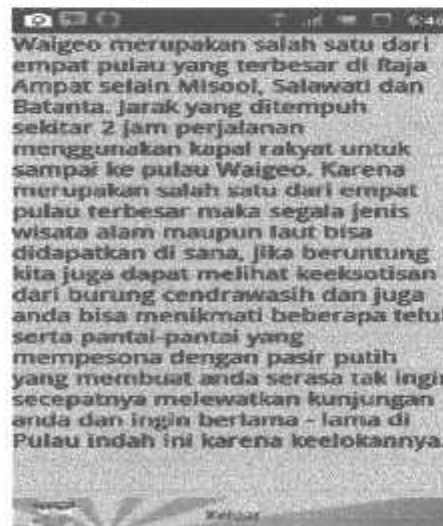 Waigeo merupakan salah satu dari
empat pulau yang terbesar di Raja
Ampat selain Misool, Salawati dan
Batanta. Jarak yang ditempuh
sekitar 2 jam perjalanan
menggunakan kapal rakyat untuk
sampai ke pulau Waigeo. Karena
merupakan salah satu dari empat
pulau terbesar maka segala jenis
wisata alam maupun laut bisa
didapatkan di sana, jika beruntung
kita juga dapat melihat keeksotisan
dari burung cendrawasih dan juga
anda bisa menikmati beberapa teluk
serta pantai-pantai yang
mempesona dengan pasir putih
yang membuat anda serasa tak ingin
secepatnya melewatkan kunjungan
anda dan ingin berlama - lama di
Pulau indah ini karena keelokannya.
Keluar